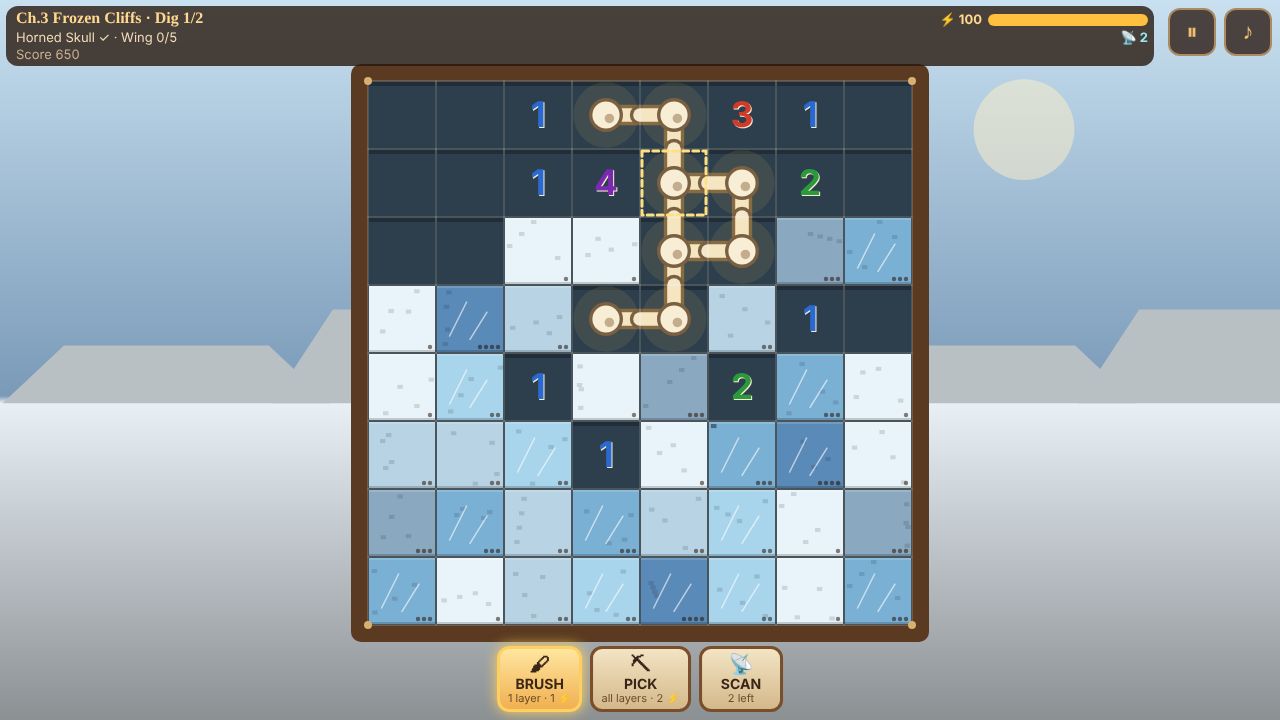 Ch.3 Frozen Cliffs · Dig 1/2
Horned Skull ✓ · Wing 0/5
Score 650
⚡ 100
📡 2
⏸
♪
1 3 1
1 4 2
1
1 2
1
🖌
BRUSH
1 layer · 1 ⚡
⛏
PICK
all layers · 2 ⚡
📡
SCAN
2 left